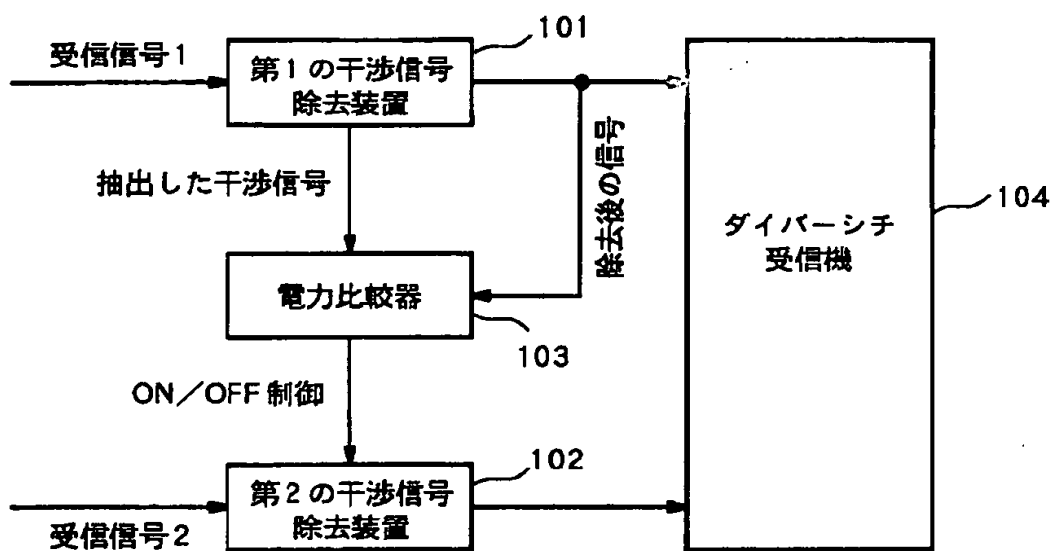 101
受信信号1
第1の干渉信号
除去装置
抽出した干渉信号
除去後の信号
104
ダイバーシチ
受信機
電力比較器
103
ON／OFF 制御
102
第2の干渉信号
除去装置
受信信号2